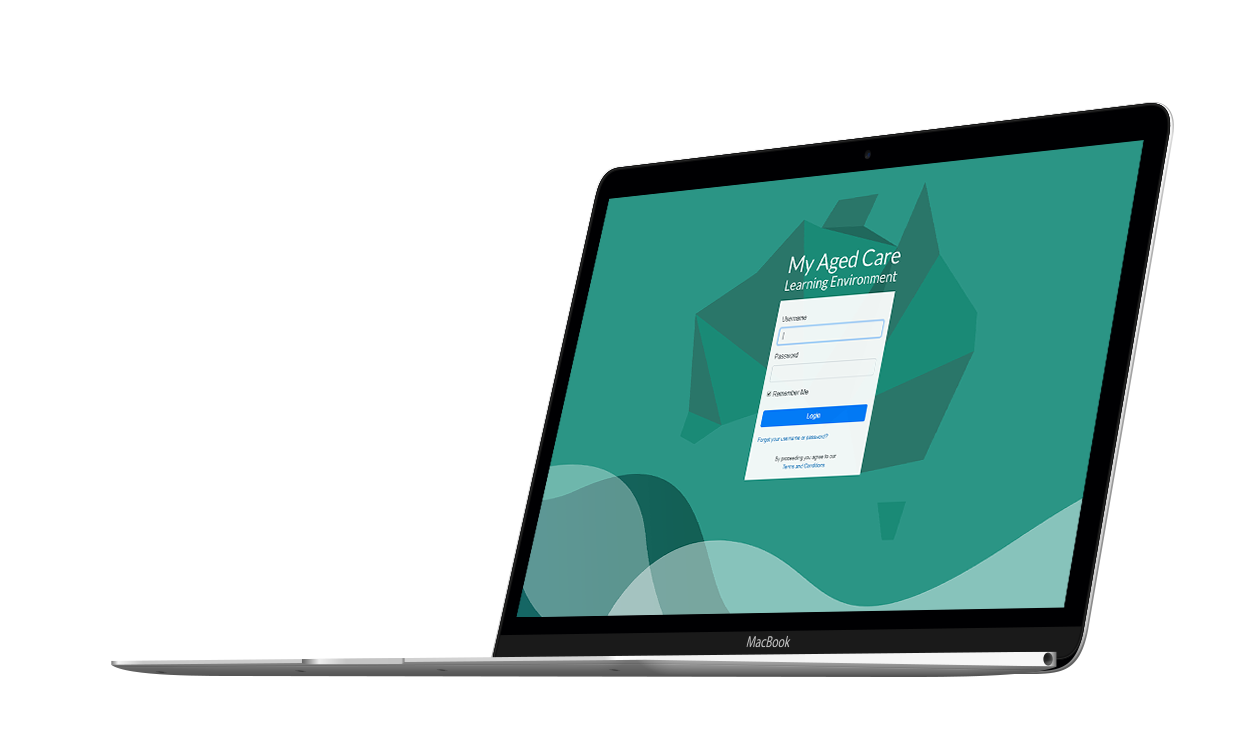 My Aged Care
Learning Environment
Username
Password
Remember Me
Login
Forgot your username or password?
By proceeding you agree to our
Terms and Conditions
MacBook